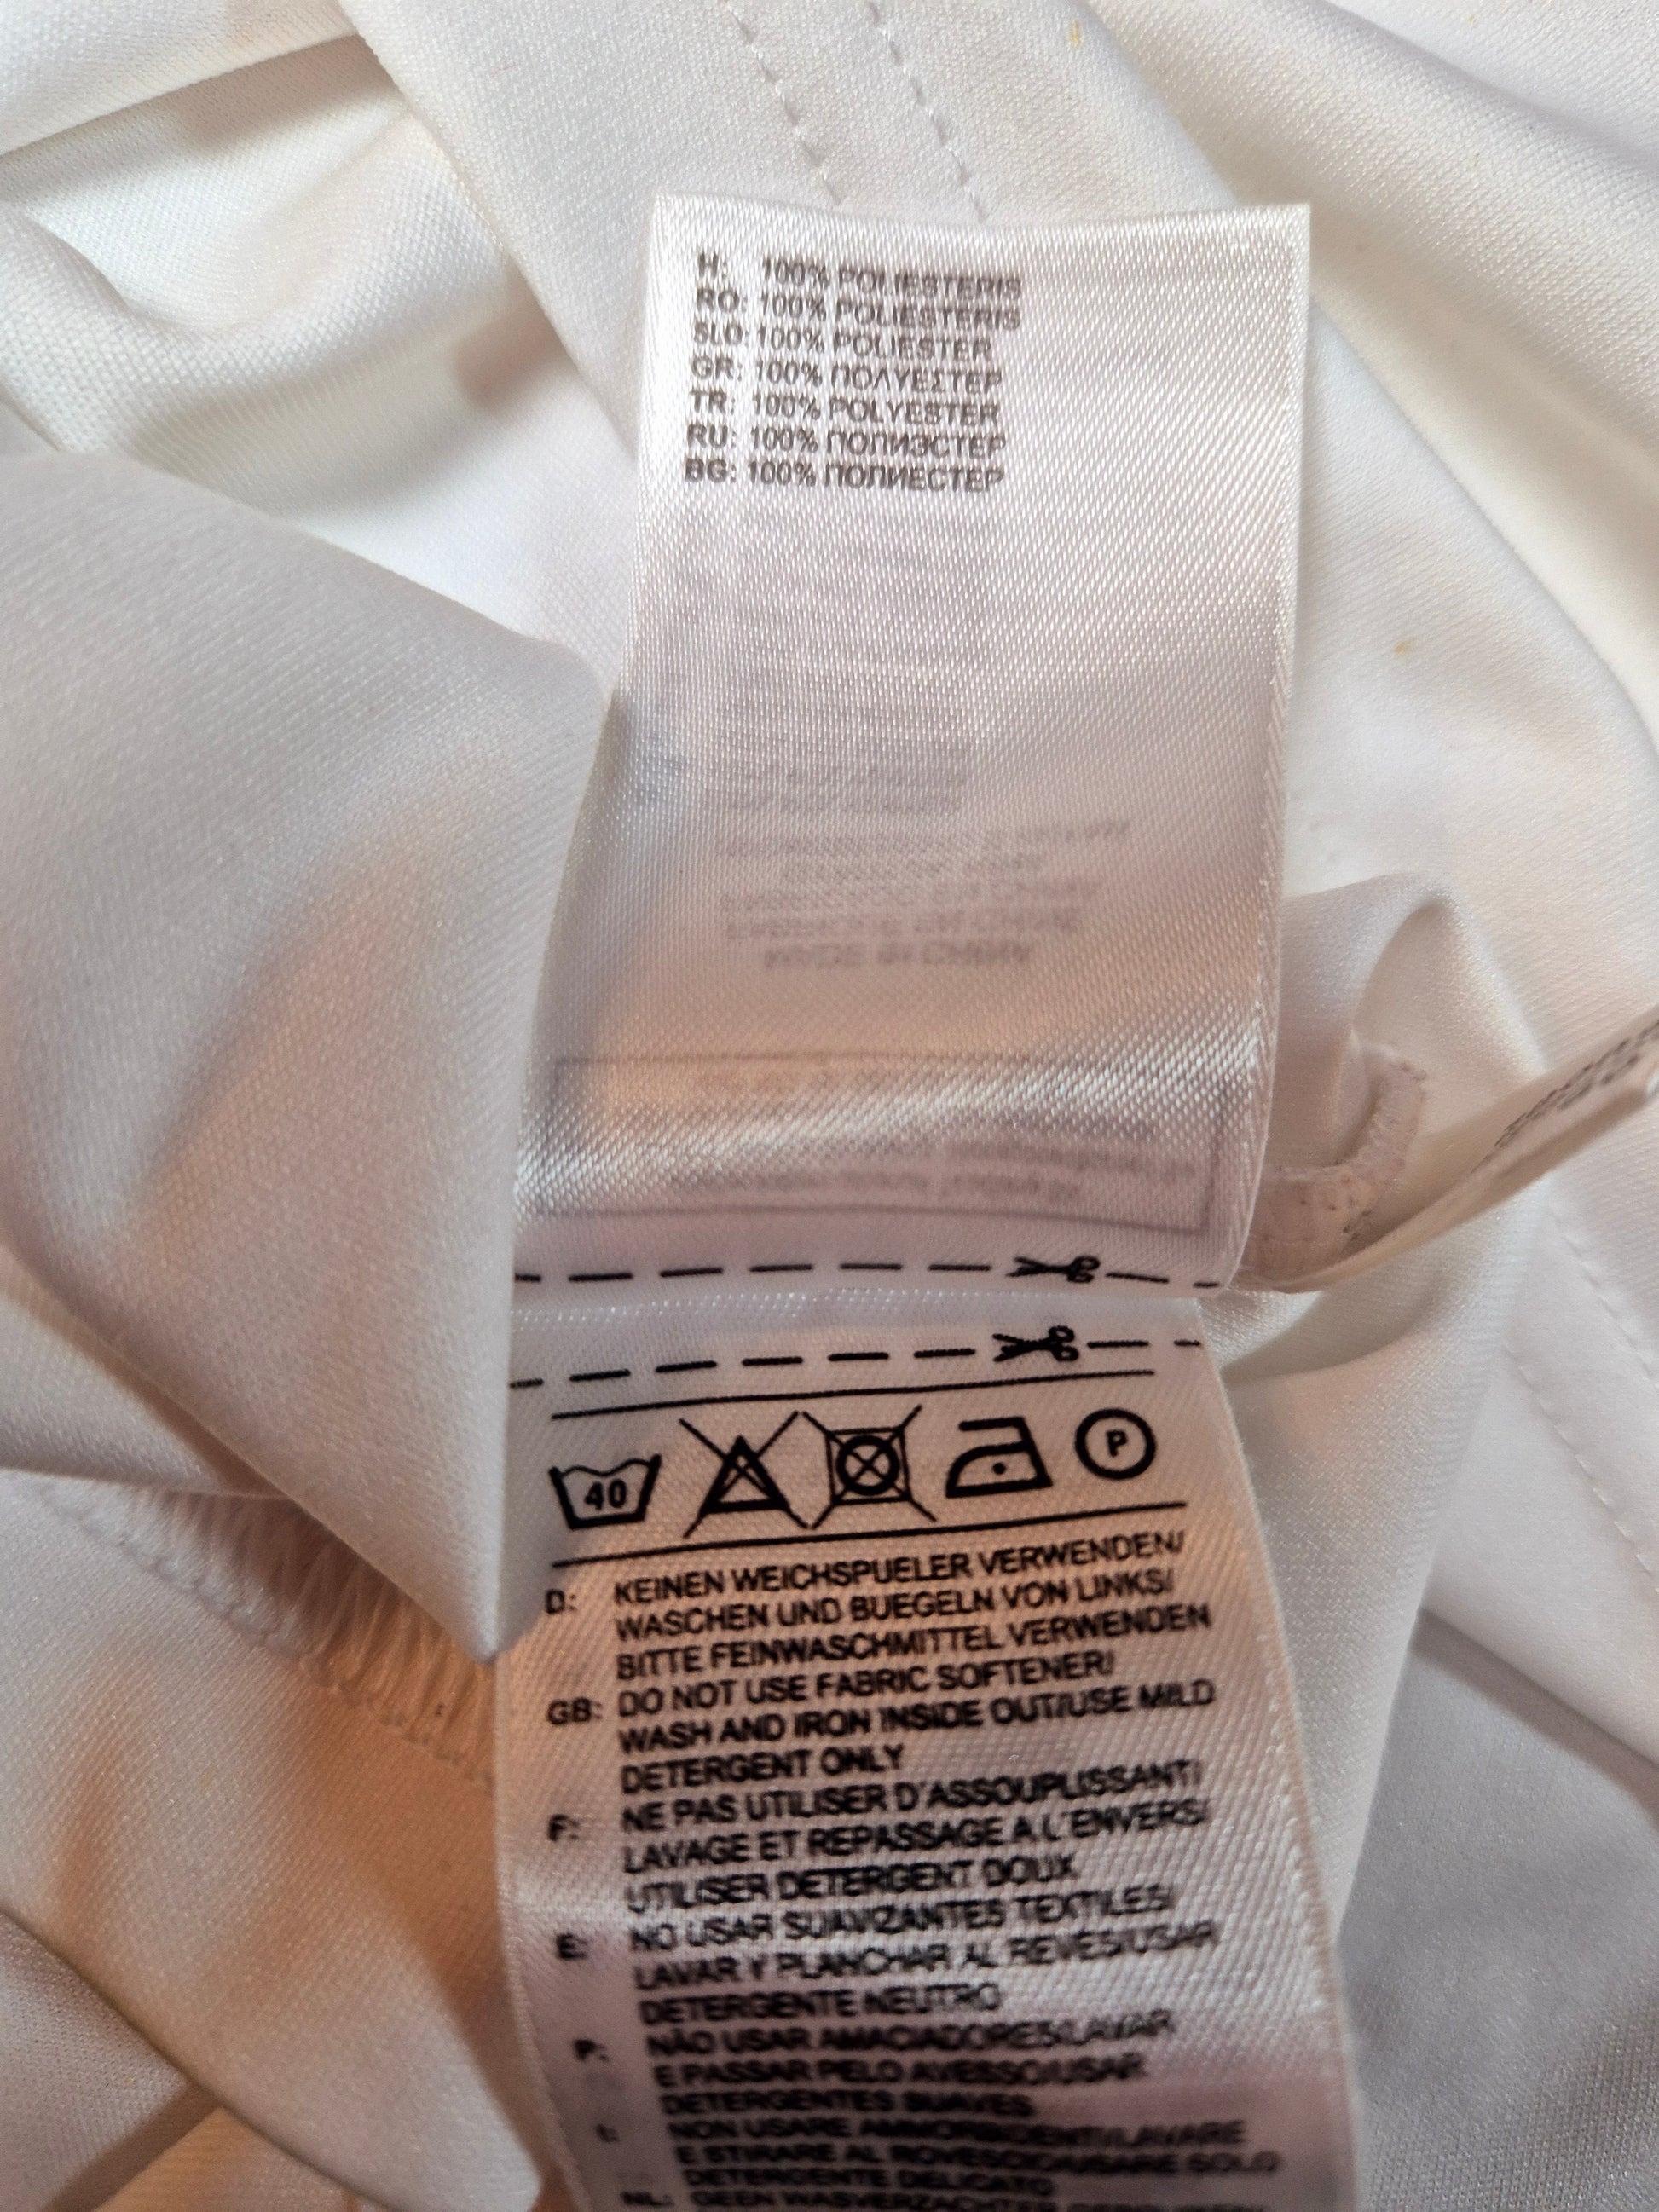 H: 100% POLIESTERIS
RO: 100% POLIESTERIS
SLO: 100% POLIESTER
GR: 100% ΠΟΛΥΕΣΤΕΡ
TR: 100% POLYESTER
RU: 100% ПОЛИЭСТЕР
BG: 100% ПОЛИЕСТЕР
MADE IN CHINA
40 P
D: KEINEN WEICHSPUELER VERWENDEN/
WASCHEN UND BUEGELN VON LINKS/
BITTE FEINWASCHMITTEL VERWENDEN
GB: DO NOT USE FABRIC SOFTENER/
WASH AND IRON INSIDE OUT/USE MILD
DETERGENT ONLY
F: NE PAS UTILISER D'ASSOUPLISSANT/
LAVAGE ET REPASSAGE A L'ENVERS/
UTILISER DETERGENT DOUX
E: NO USAR SUAVIZANTES TEXTILES/
LAVAR Y PLANCHAR AL REVES/USAR
DETERGENTE NEUTRO
P: NÃO USAR AMACIADORES/LAVAR
E PASSAR PELO AVESSO/USAR
DETERGENTES SUAVES
I: NON USARE AMMORBIDENTI/LAVARE
E STIRARE AL ROVESCIO/USARE SOLO
DETERGENTE DELICATO
NL: GEEN WASVERZACHTER